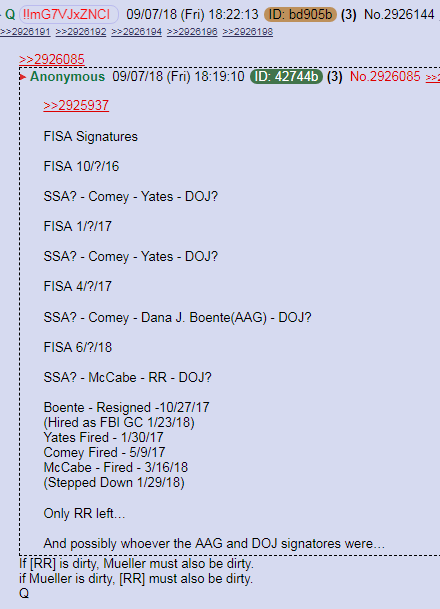 Q !!mG7VJxZNCI 09/07/18 (Fri) 18:22:13 ID: bd905b (3) No.2926144
>>2926191 >>2926192 >>2926194 >>2926196 >>2926198
>>2926085
Anonymous 09/07/18 (Fri) 18:19:10 ID: 42744b (3) No.2926085 >>2
>>2925937
FISA Signatures
FISA 10/?/16
SSA? - Comey - Yates - DOJ?
FISA 1/?/17
SSA? - Comey - Yates - DOJ?
FISA 4/?/17
SSA? - Comey - Dana J. Boente(AAG) - DOJ?
FISA 6/?/18
SSA? - McCabe - RR - DOJ?
Boente - Resigned -10/27/17
(Hired as FBI GC 1/23/18)
Yates Fired - 1/30/17
Comey Fired - 5/9/17
McCabe - Fired - 3/16/18
(Stepped Down 1/29/18)
Only RR left…
And possibly whoever the AAG and DOJ signatores were…
If [RR] is dirty, Mueller must also be dirty.
if Mueller is dirty, [RR] must also be dirty.
Q